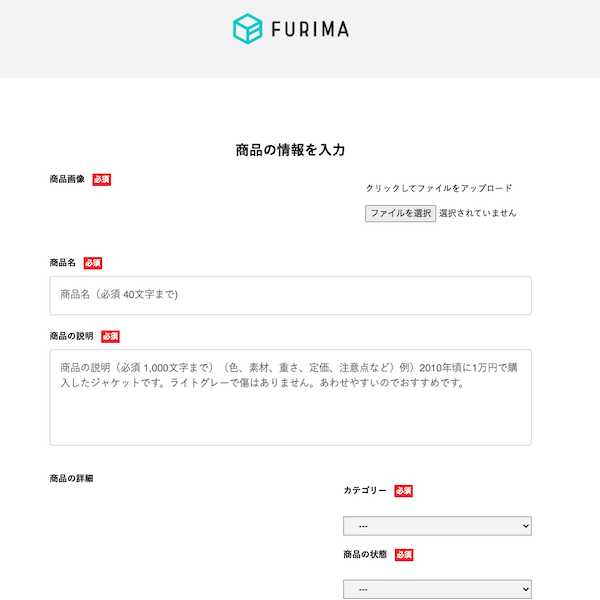 FURIMA
商品の情報を入力
商品画像 必須
クリックしてファイルをアップロード
ファイルを選択 選択されていません
商品名 必須
商品名（必須 40文字まで)
商品の説明 必須
商品の説明（必須 1,000文字まで）（色、素材、重さ、定価、注意点など）例）2010年頃に1万円で購
入したジャケットです。ライトグレーで傷はありません。あわせやすいのでおすすめです。
商品の詳細
カテゴリー 必須
---
商品の状態 必須
---